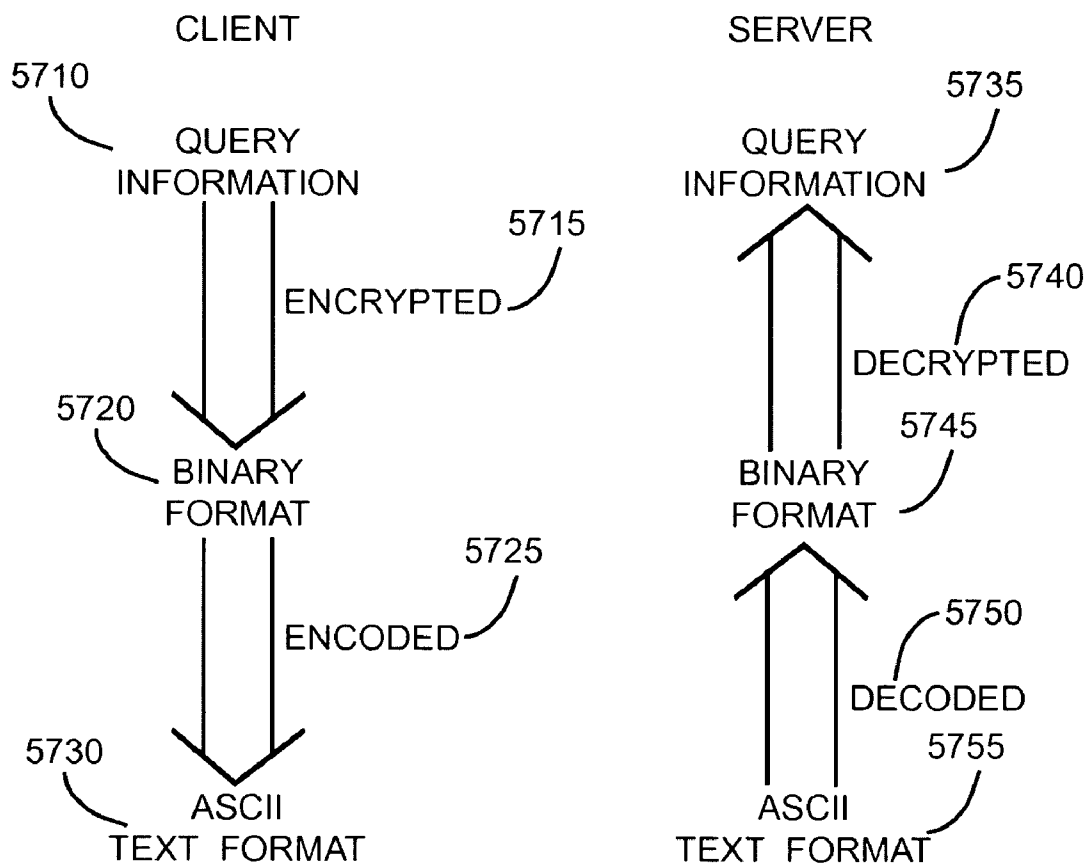 CLIENT
5710
QUERY
INFORMATION
5715
ENCRYPTED
5720
BINARY
FORMAT
5725
ENCODED
5730
ASCII
TEXT FORMAT
SERVER
5735
QUERY
INFORMATION
5740
DECRYPTED
5745
BINARY
FORMAT
5750
DECODED
5755
ASCII
TEXT FORMAT